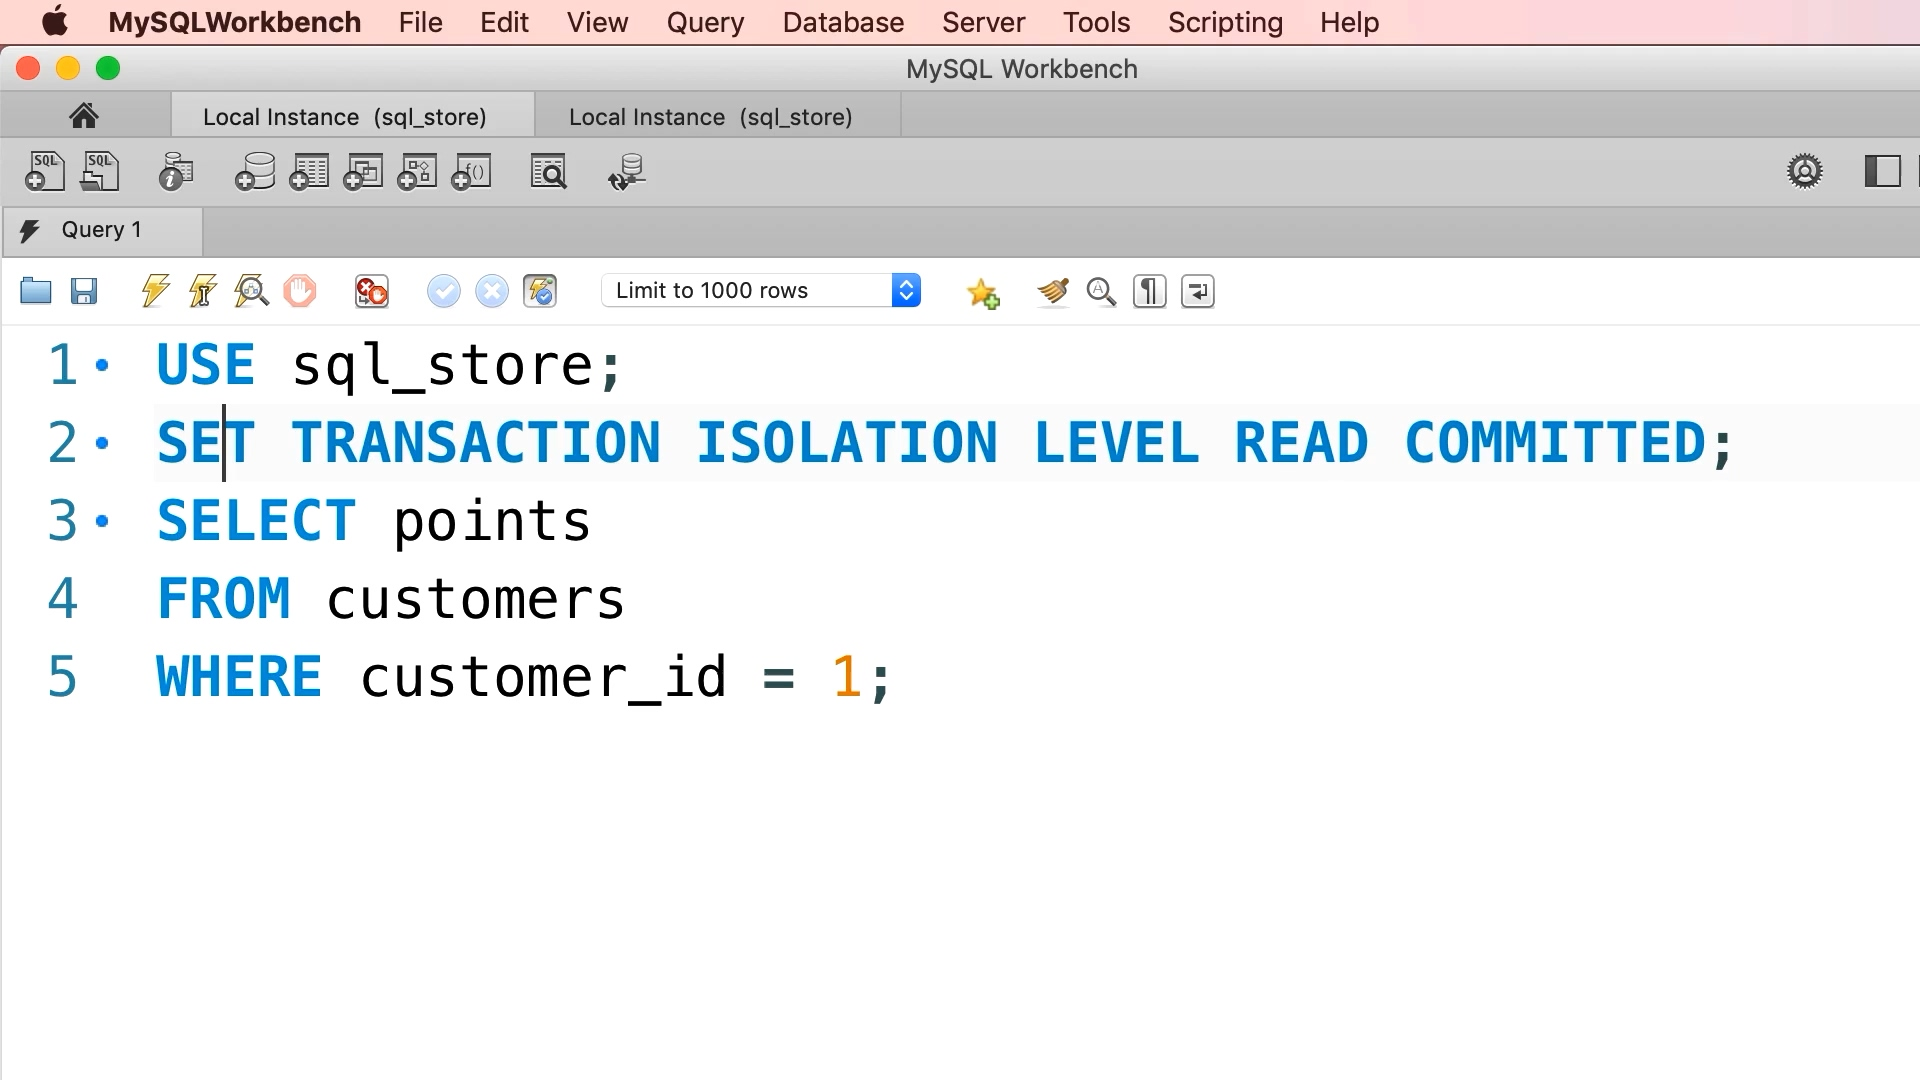 MySQLWorkbench File Edit View Query Database Server Tools Scripting Help
MySQL Workbench
Local Instance (sql_store) Local Instance (sql_store)
SQL SQL f()
Query 1
Limit to 1000 rows
1 USE sql_store;
2 SET TRANSACTION ISOLATION LEVEL READ COMMITTED;
3 SELECT points
4 FROM customers
5 WHERE customer_id = 1;